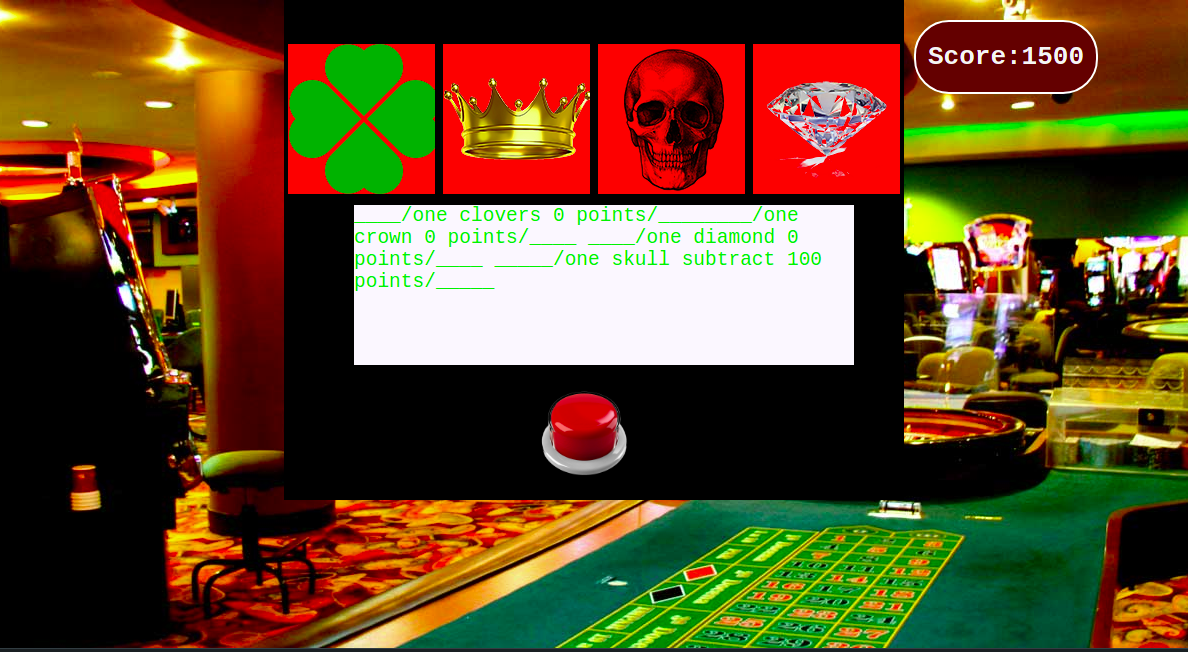 Score:1500
____/one clovers 0 points/________/one
crown 0 points/____ ____/one diamond 0
points/____ _____/one skull subtract 100
points/_____